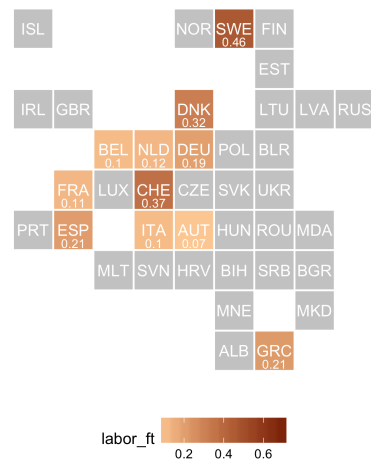 ISL NOR SWE FIN
0.46
EST
IRL GBR DNK LTU LVA RUS
0.32
BEL NLD DEU POL BLR
0.1 0.12 0.19
FRA LUX CHE CZE SVK UKR
0.11 0.37
PRT ESP ITA AUT HUN ROU MDA
0.21 0.1 0.07
MLT SVN HRV BIH SRB BGR
MNE MKD
ALB GRC
0.21
labor_ft
0.2 0.4 0.6